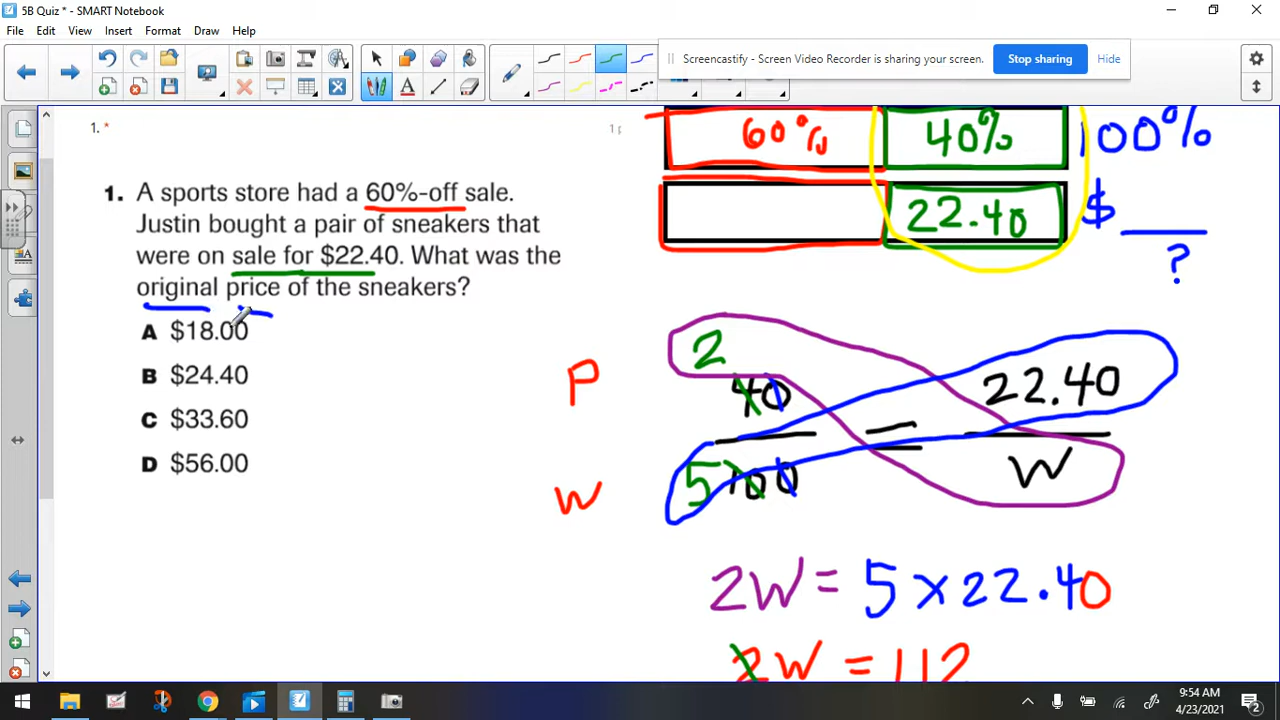 5B Quiz * - SMART Notebook
File Edit View Insert Format Draw Help
Screencastify - Screen Video Recorder is sharing your screen.
Stop sharing
Hide
1. *
1 p
60% 40% 100%
22.40 $
?
1. A sports store had a 60%-off sale.
Justin bought a pair of sneakers that
were on sale for $22.40. What was the
original price of the sneakers?
A $18.00
B $24.40
C $33.60
D $56.00
2
P 40 = 22.40
W 5 100 W
2W = 5 x 22.40
2W = 112
9:54 AM
4/23/2021
2